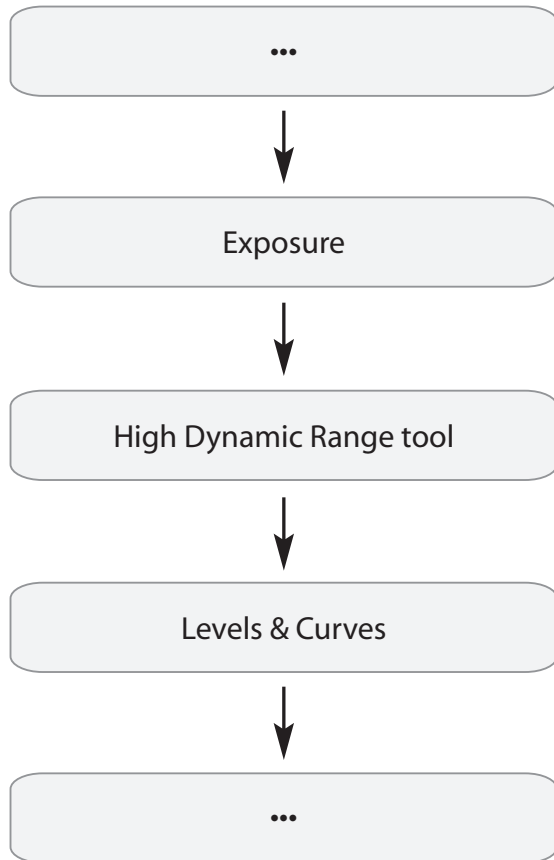 •••
Exposure
High Dynamic Range tool
Levels & Curves
•••